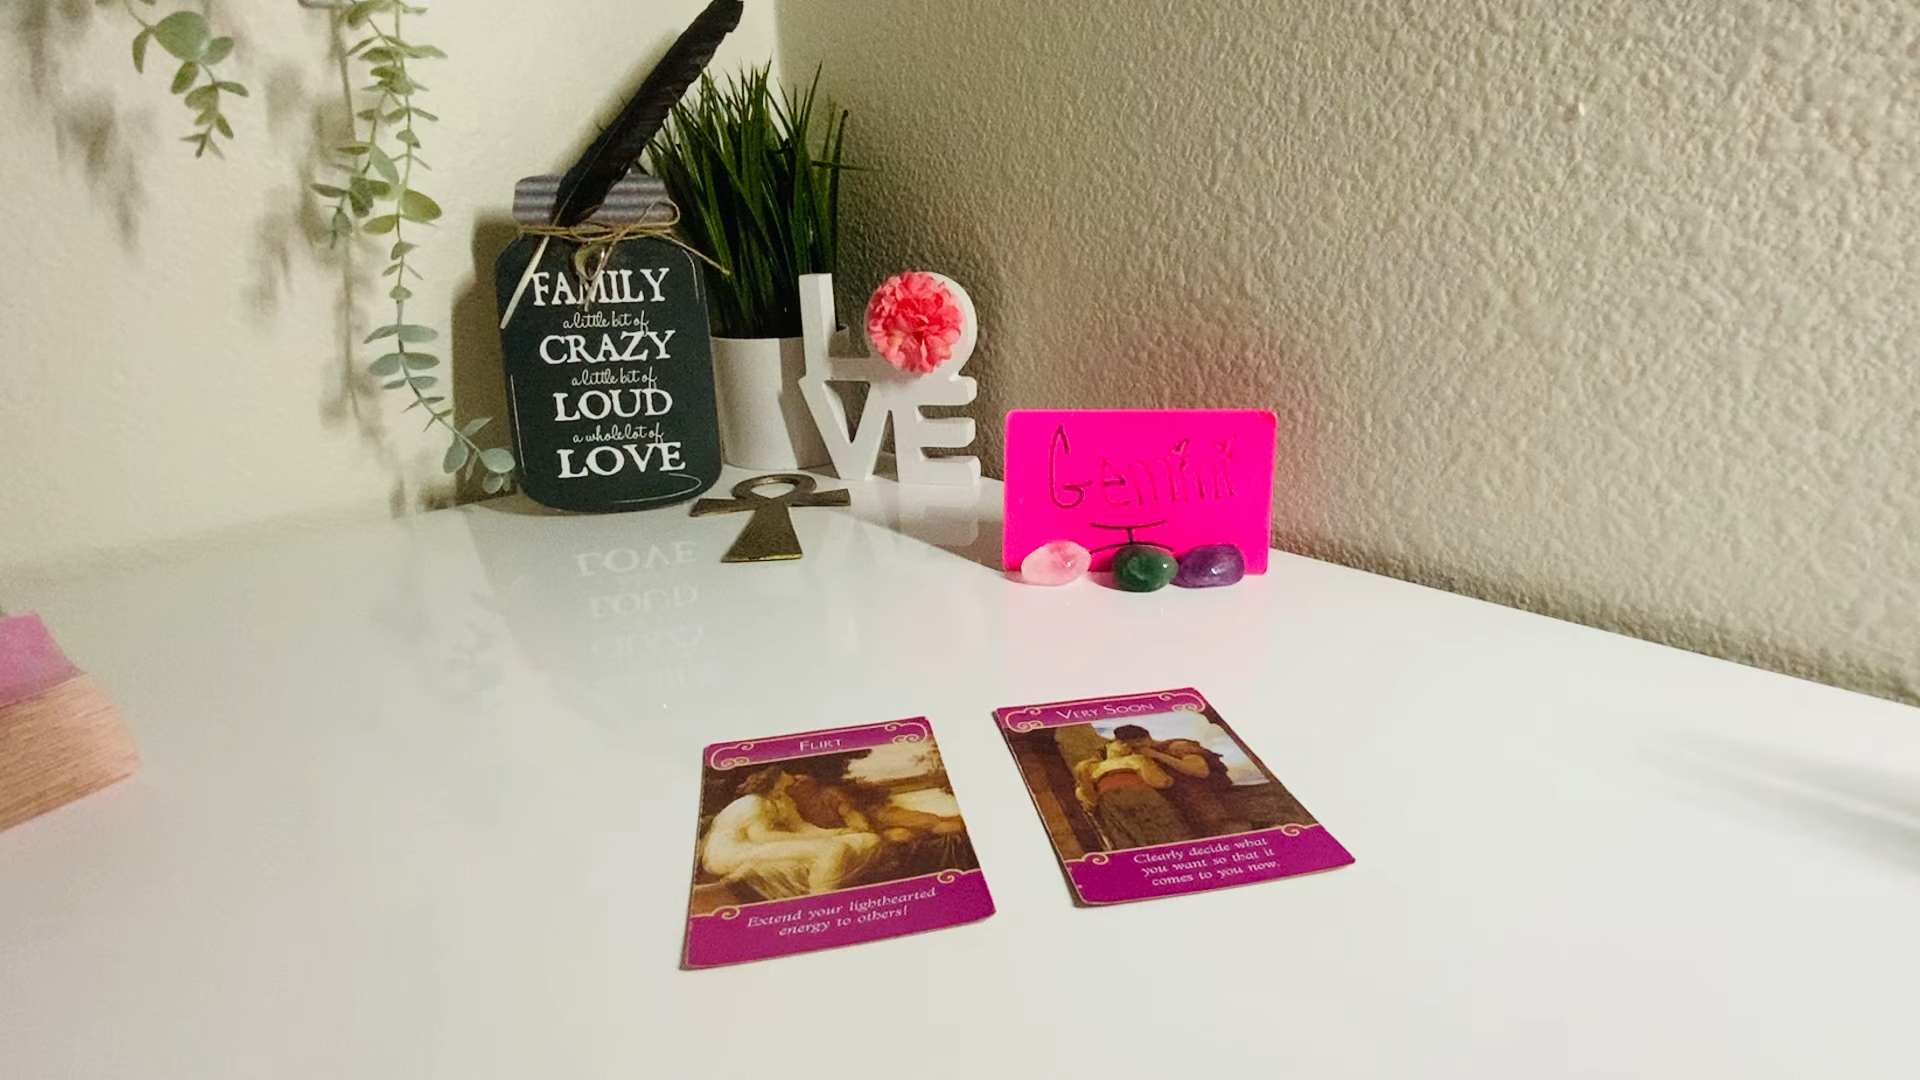 FAMILY
a little bit of
CRAZY
a little bit of
LOUD
a whole lot of
LOVE
LOVE
Gemini
FLIRT
Extend your lighthearted
energy to others!
VERY SOON
Clearly decide what
you want so that it
comes to you now.